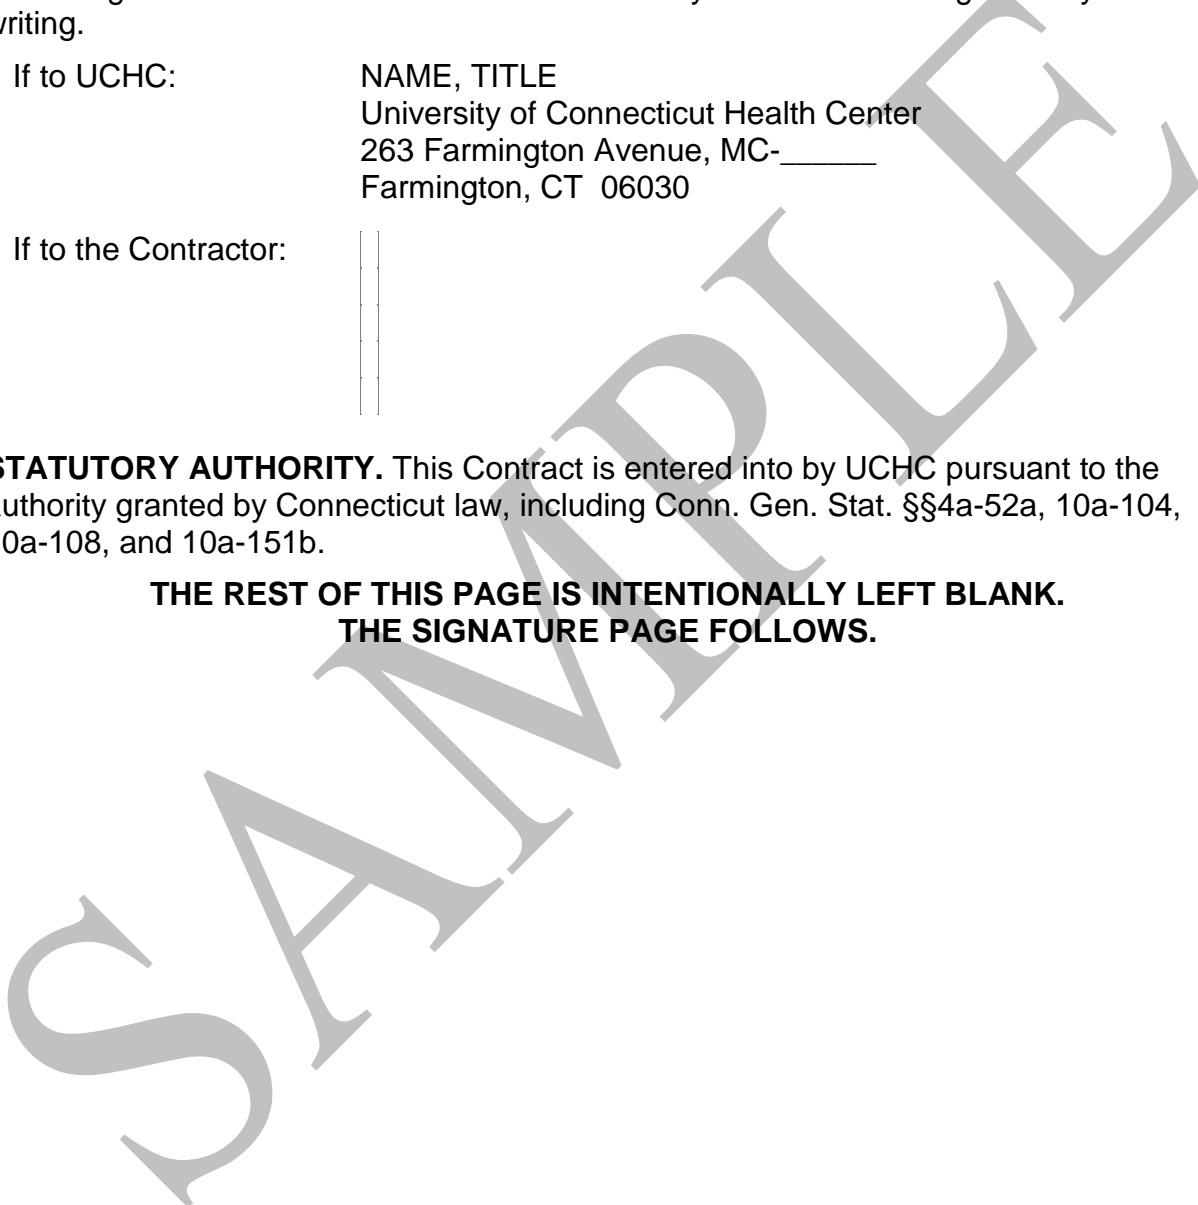 writing.
If to UCHC: NAME, TITLE
University of Connecticut Health Center
263 Farmington Avenue, MC-______
Farmington, CT 06030
If to the Contractor:
STATUTORY AUTHORITY. This Contract is entered into by UCHC pursuant to the
authority granted by Connecticut law, including Conn. Gen. Stat. §§4a-52a, 10a-104,
10a-108, and 10a-151b.
THE REST OF THIS PAGE IS INTENTIONALLY LEFT BLANK.
THE SIGNATURE PAGE FOLLOWS.
SAMPLE